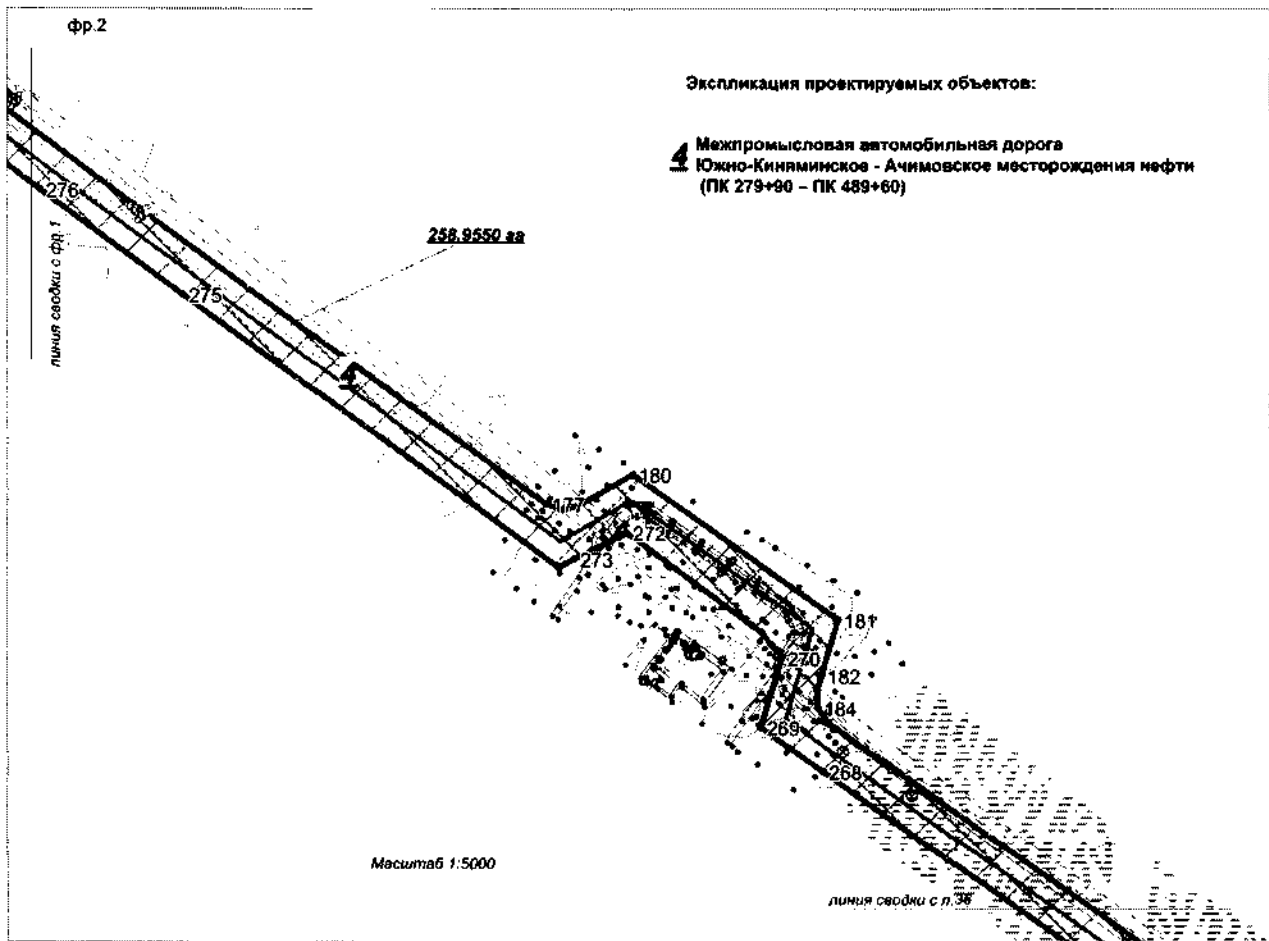 фр.2
Экспликация проектируемых объектов:
4 Межпромысловая автомобильная дорога
Южно-Киняминское - Ачимовское месторождения нефти
(ПК 279+90 – ПК 489+60)
276
258.9550 га
линия сводки с фр.1
275
4
180
177
272
273
181
270
182
184
269
268
Масштаб 1:5000
линия сводки с л.36